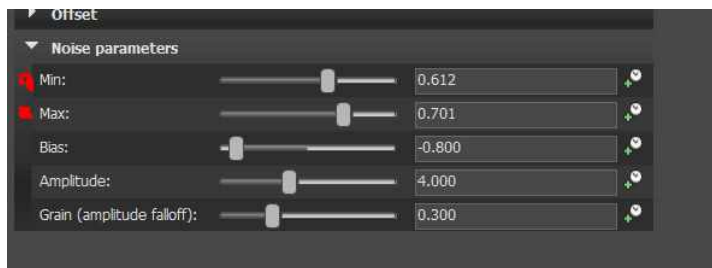 Offset
Noise parameters
Min: 0.612
Max: 0.701
Bias: -0.800
Amplitude: 4.000
Grain (amplitude falloff): 0.300